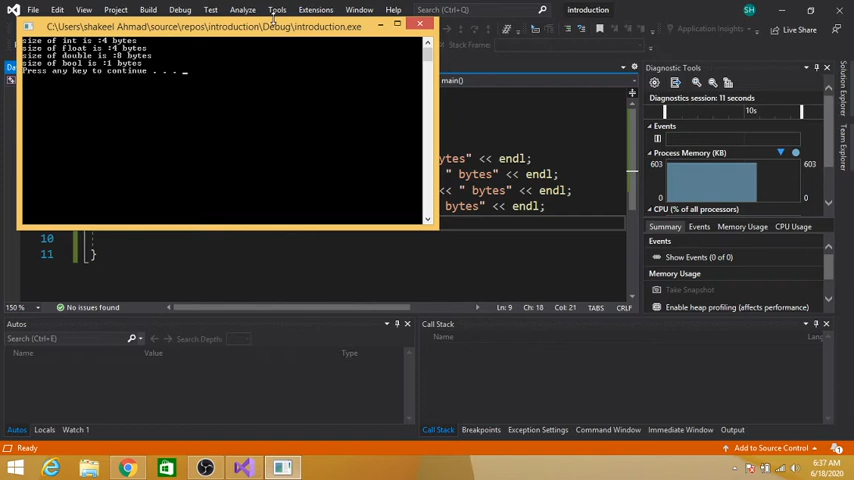 File Edit View Project Build Debug Test Analyze Tools Extensions Window Help Search (Ctrl+Q) introduction SH
C:\Users\shakeel Ahmad\source\repos\introduction\Debug\introduction.exe
Live Share
Stack Frame:
Application Insights
size of int is :4 bytes
size of float is :4 bytes
size of double is :8 bytes
size of bool is :1 bytes
Press any key to continue . . .
main()
ytes" << endl;
" bytes" << endl;
<< " bytes" << endl;
bytes" << endl;
10
11 }
Diagnostic Tools
Diagnostics session: 11 seconds
10s
Events
Process Memory (KB)
603 603
0 0
CPU (% of all processors)
Summary Events Memory Usage CPU Usage
Events
Show Events (0 of 0)
Memory Usage
Take Snapshot
Enable heap profiling (affects performance)
Team Explorer
150 % No issues found Ln: 9 Ch: 18 Col: 21 TABS CRLF
Autos
Search (Ctrl+E) Search Depth:
Name Value Type
Autos Locals Watch 1
Call Stack
Name Lang
Call Stack Breakpoints Exception Settings Command Window Immediate Window Output
Ready Add to Source Control
6:37 AM
6/18/2020